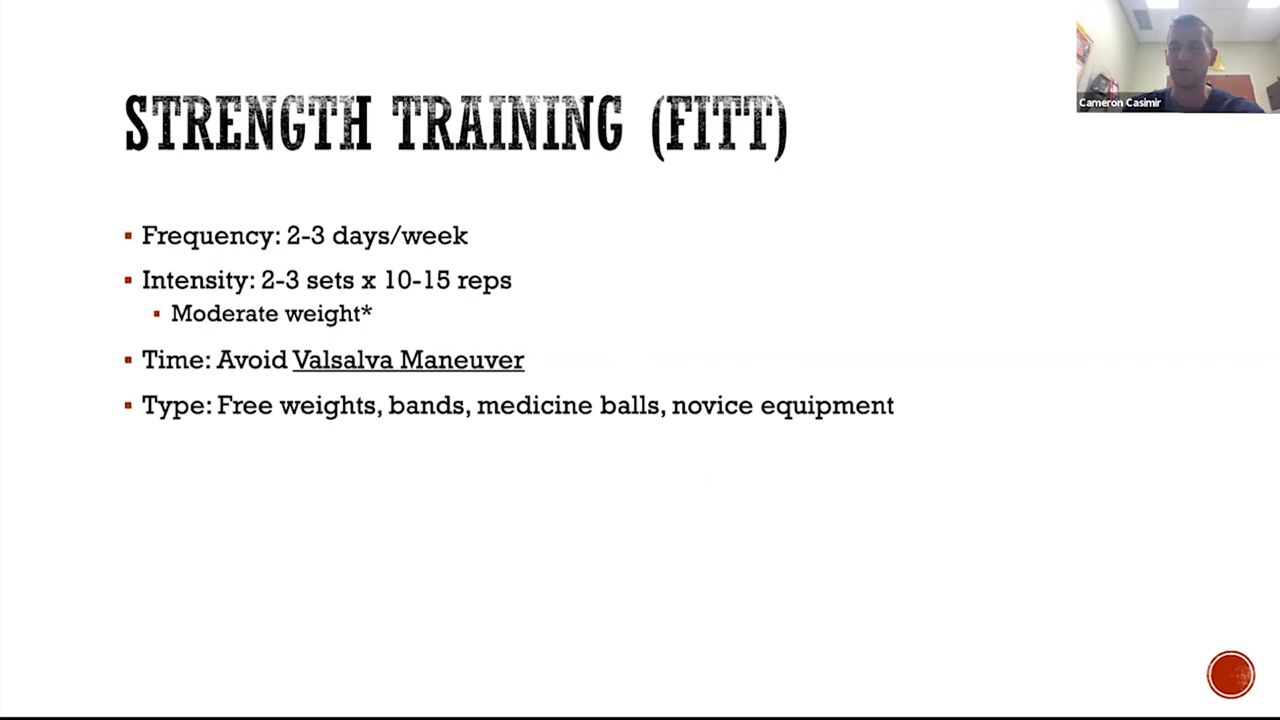 STRENGTH TRAINING (FITT)
Cameron Casimir
▪ Frequency: 2-3 days/week
▪ Intensity: 2-3 sets x 10-15 reps
▪ Moderate weight*
▪ Time: Avoid Valsalva Maneuver
▪ Type: Free weights, bands, medicine balls, novice equipment